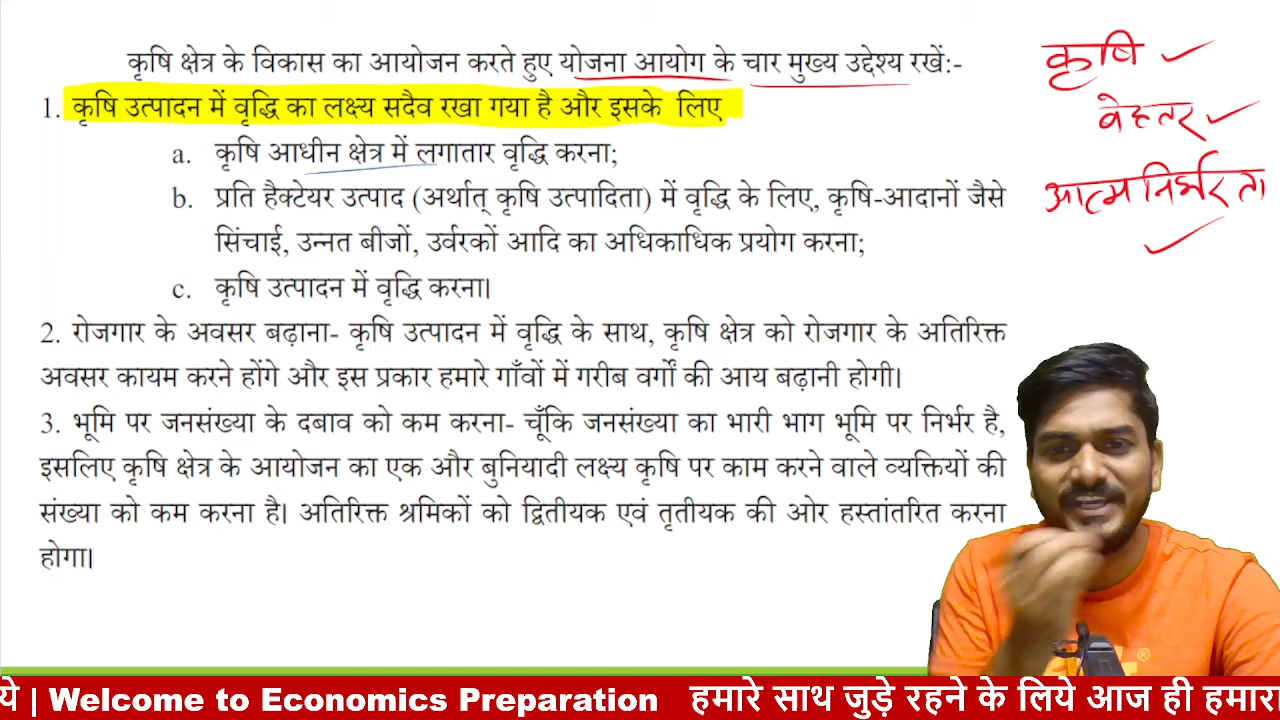 कृषि क्षेत्र के विकास का आयोजन करते हुए योजना आयोग के चार मुख्य उद्देश्य रखें:-
1. कृषि उत्पादन में वृद्धि का लक्ष्य सदैव रखा गया है और इसके लिए
a. कृषि आधीन क्षेत्र में लगातार वृद्धि करना;
b. प्रति हैक्टेयर उत्पाद (अर्थात् कृषि उत्पादिता) में वृद्धि के लिए, कृषि-आदानों जैसे
सिंचाई, उन्नत बीजों, उर्वरकों आदि का अधिकाधिक प्रयोग करना;
c. कृषि उत्पादन में वृद्धि करना।
2. रोजगार के अवसर बढ़ाना- कृषि उत्पादन में वृद्धि के साथ, कृषि क्षेत्र को रोजगार के अतिरिक्त
अवसर कायम करने होंगे और इस प्रकार हमारे गाँवों में गरीब वर्गों की आय बढ़ानी होगी।
3. भूमि पर जनसंख्या के दबाव को कम करना- चूँकि जनसंख्या का भारी भाग भूमि पर निर्भर है,
इसलिए कृषि क्षेत्र के आयोजन का एक और बुनियादी लक्ष्य कृषि पर काम करने वाले व्यक्तियों की
संख्या को कम करना है। अतिरिक्त श्रमिकों को द्वितीयक एवं तृतीयक की ओर हस्तांतरित करना
होगा।
कृषि
बेहतर
आत्मनिर्भरता
ये | Welcome to Economics Preparation हमारे साथ जुड़े रहने के लिये आज ही हमारा